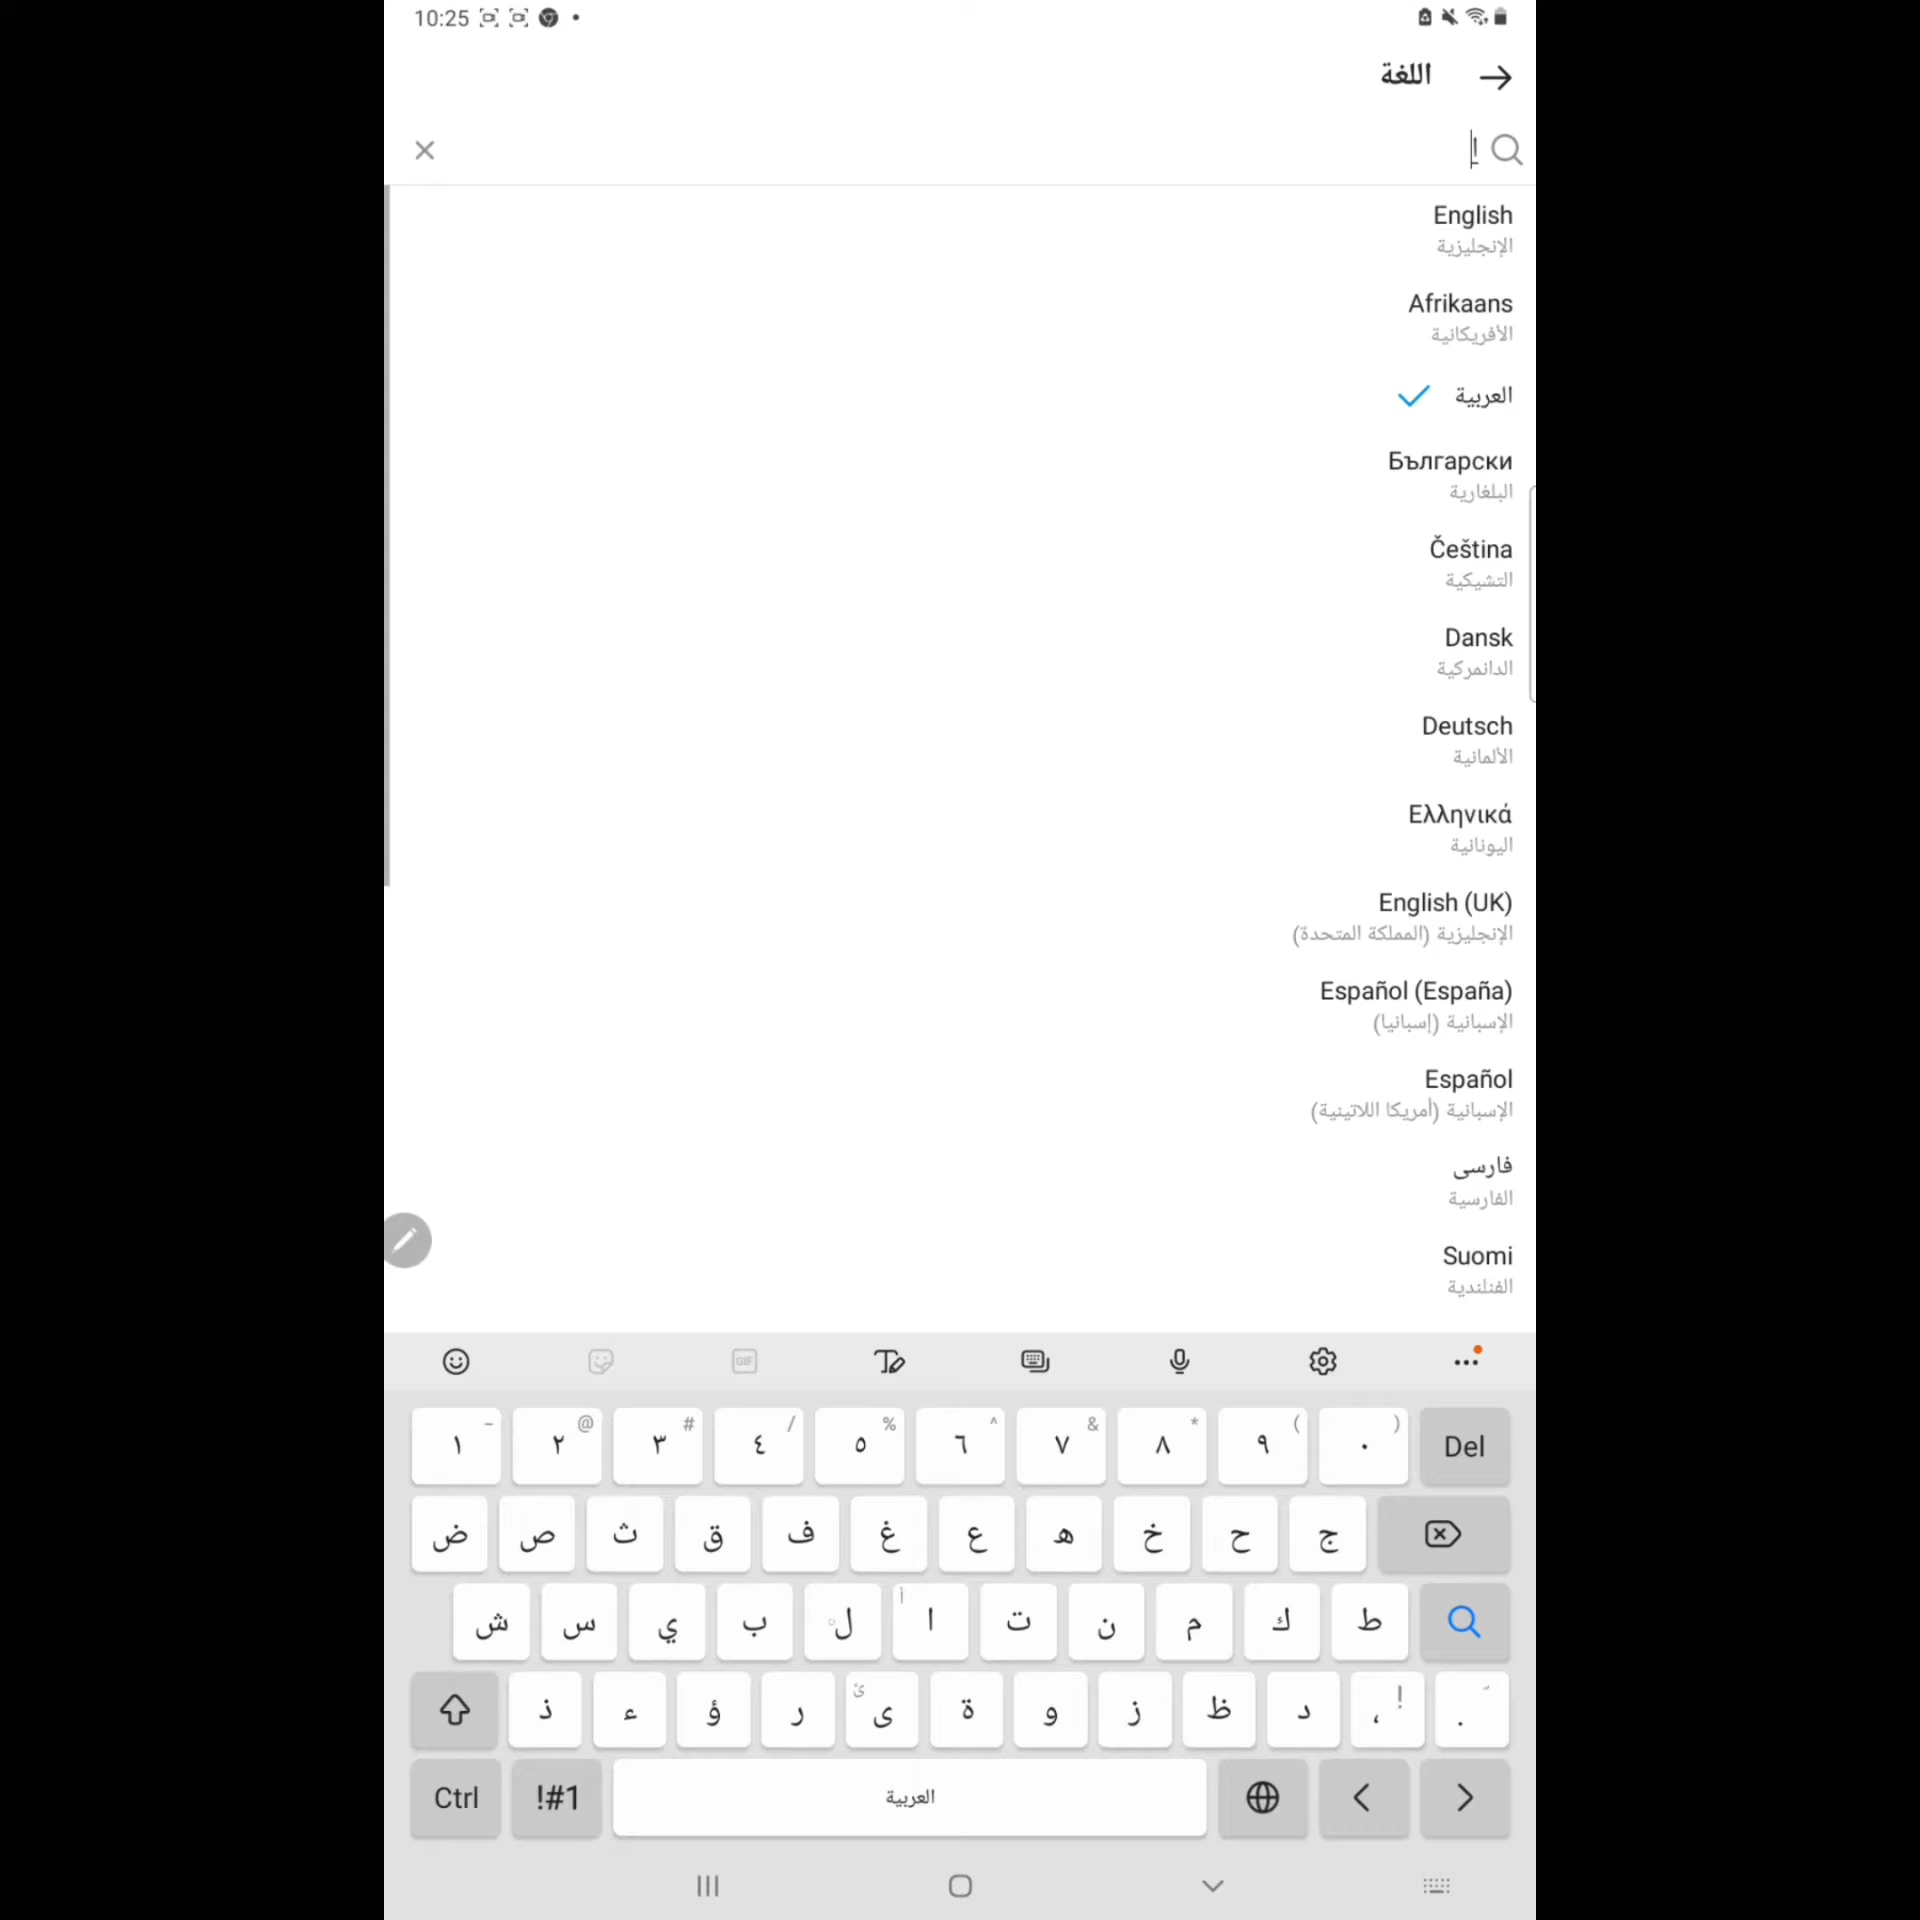 10:25
اللغة
!
English
الإنجليزية
Afrikaans
الأفريكانية
العربية
Български
البلغارية
Čeština
التشيكية
Dansk
الدانمركية
Deutsch
الألمانية
Ελληνικά
اليونانية
English (UK)
الإنجليزية (المملكة المتحدة)
Español (España)
الإسبانية (إسبانيا)
Español
الإسبانية (أمريكا اللاتينية)
فارسی
الفارسية
Suomi
الفنلندية
GIF
١ - ٢ @ ٣ # ٤ / ٥ % ٦ ^ ٧ & ٨ * ٩ ( ٠ ) Del
ض ص ث ق ف غ ع ه خ ح ج
ش س ي ب ل ا أ ت ن م ك ط
ذ ء ؤ ر ى ئ ة و ز ظ د ، ! .
Ctrl !#1 العربية < >